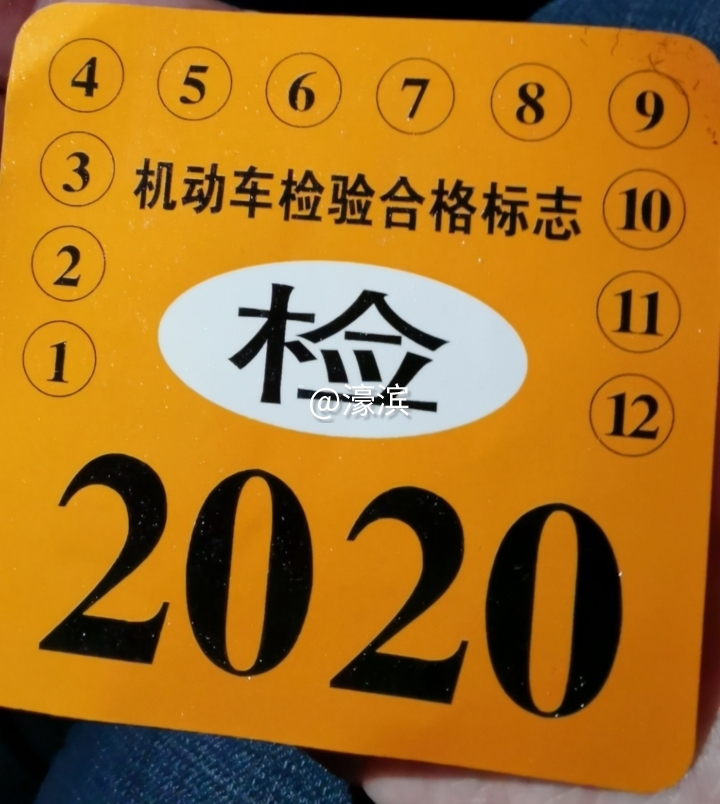 ④ ⑤ ⑥ ⑦ ⑧ ⑨
③ 机动车检验合格标志 ⑩
② ⑪
① 检 ⑫
@濠滨
2020